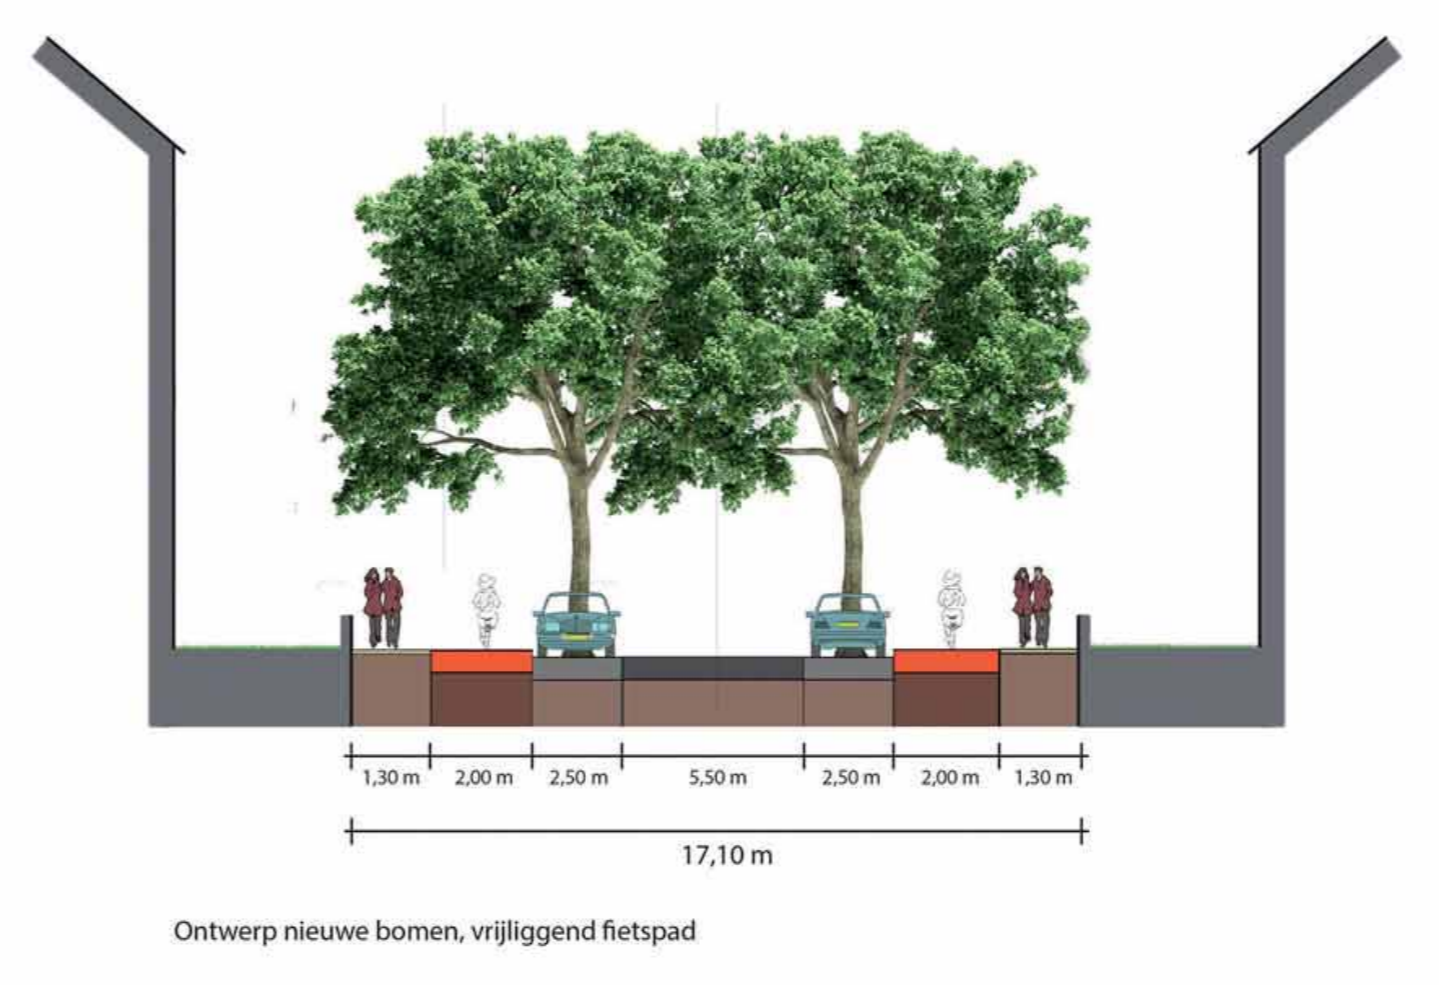 1,30 m 2,00 m 2,50 m 5,50 m 2,50 m 2,00 m 1,30 m
17,10 m
Ontwerp nieuwe bomen, vrijliggend fietspad